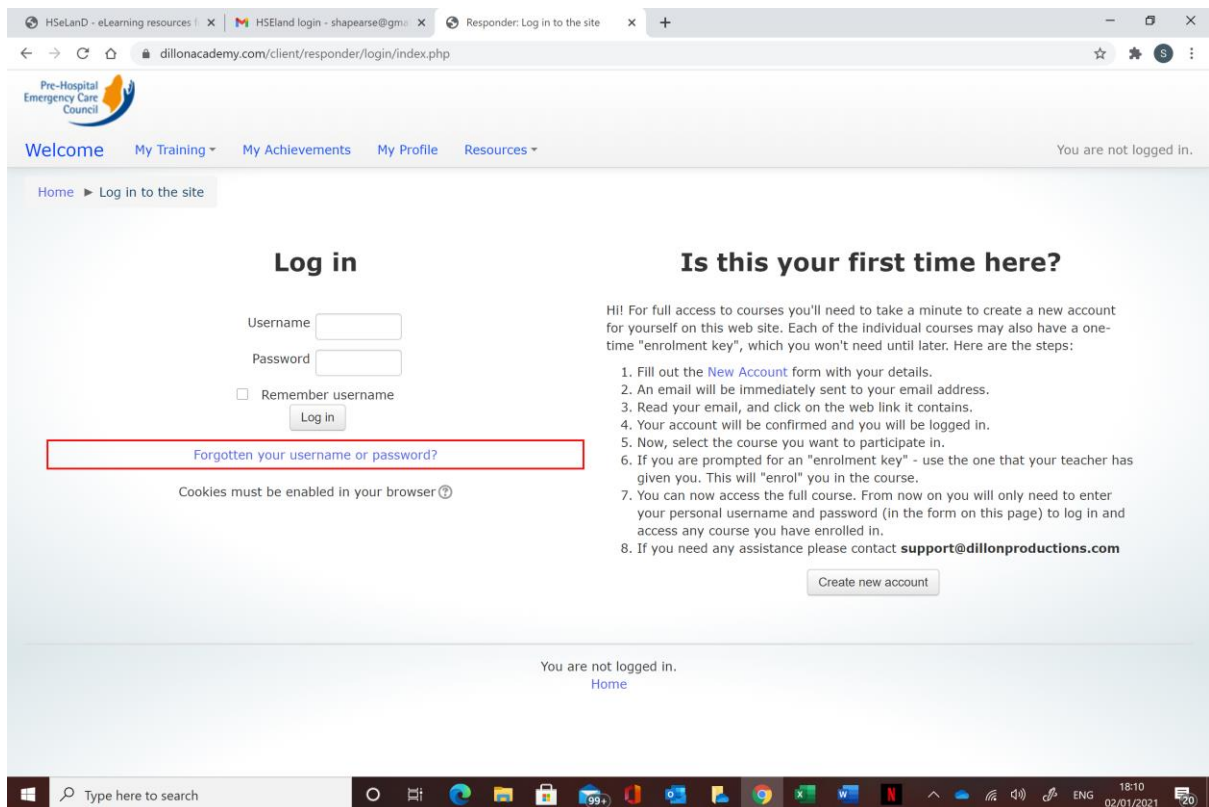 HSeLanD - eLearning resources f
HSEland login - shapearse@gma
Responder: Log in to the site
dillonacademy.com/client/responder/login/index.php
S
Pre-Hospital
Emergency Care
Council
Welcome My Training My Achievements My Profile Resources You are not logged in.
Home ► Log in to the site
Log in
Username
Password
Remember username
Log in
Forgotten your username or password?
Cookies must be enabled in your browser
Is this your first time here?
Hi! For full access to courses you'll need to take a minute to create a new account
for yourself on this web site. Each of the individual courses may also have a one-
time "enrolment key", which you won't need until later. Here are the steps:
1. Fill out the New Account form with your details.
2. An email will be immediately sent to your email address.
3. Read your email, and click on the web link it contains.
4. Your account will be confirmed and you will be logged in.
5. Now, select the course you want to participate in.
6. If you are prompted for an "enrolment key" - use the one that your teacher has
given you. This will "enrol" you in the course.
7. You can now access the full course. From now on you will only need to enter
your personal username and password (in the form on this page) to log in and
access any course you have enrolled in.
8. If you need any assistance please contact support@dillonproductions.com
Create new account
You are not logged in.
Home
Type here to search
99+
ENG
18:10
02/01/2021
20